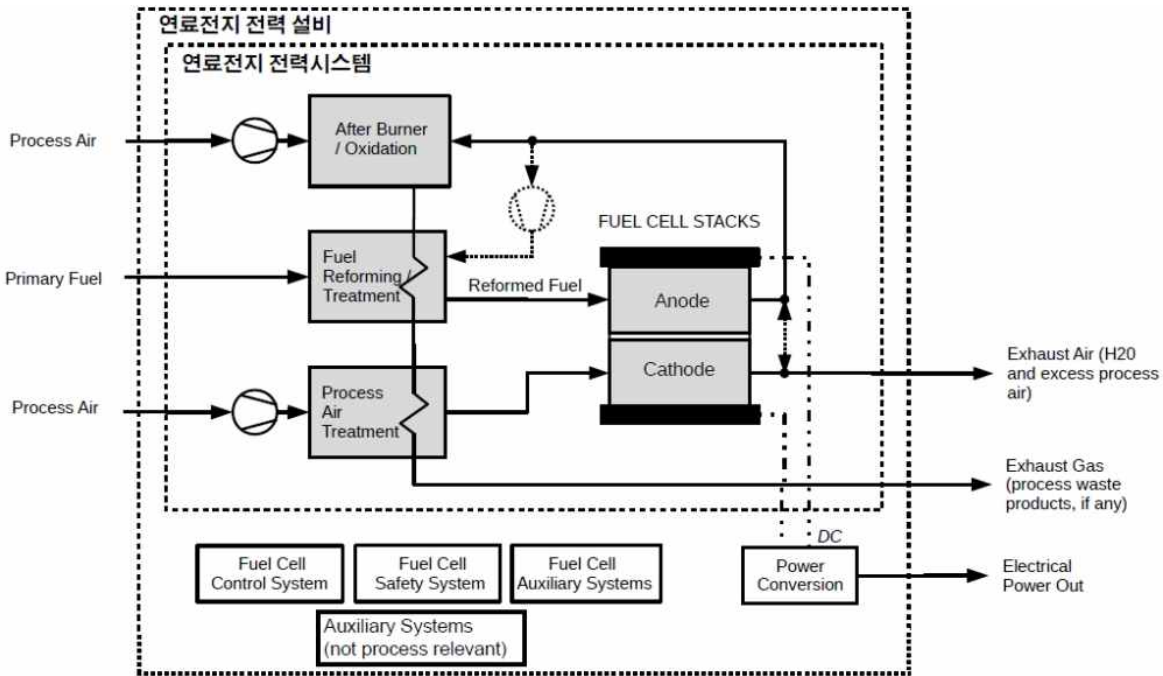 연료전지 전력 설비
연료전지 전력시스템
Process Air
After Burner
/ Oxidation
FUEL CELL STACKS
Primary Fuel
Fuel
Reforming /
Treatment
Reformed Fuel
Anode
Cathode
Exhaust Air (H20
and excess process
air)
Process Air
Process
Air
Treatment
Exhaust Gas
(process waste
products, if any)
DC
Fuel Cell
Control System
Fuel Cell
Safety System
Fuel Cell
Auxiliary Systems
Power
Conversion
Electrical
Power Out
Auxiliary Systems
(not process relevant)